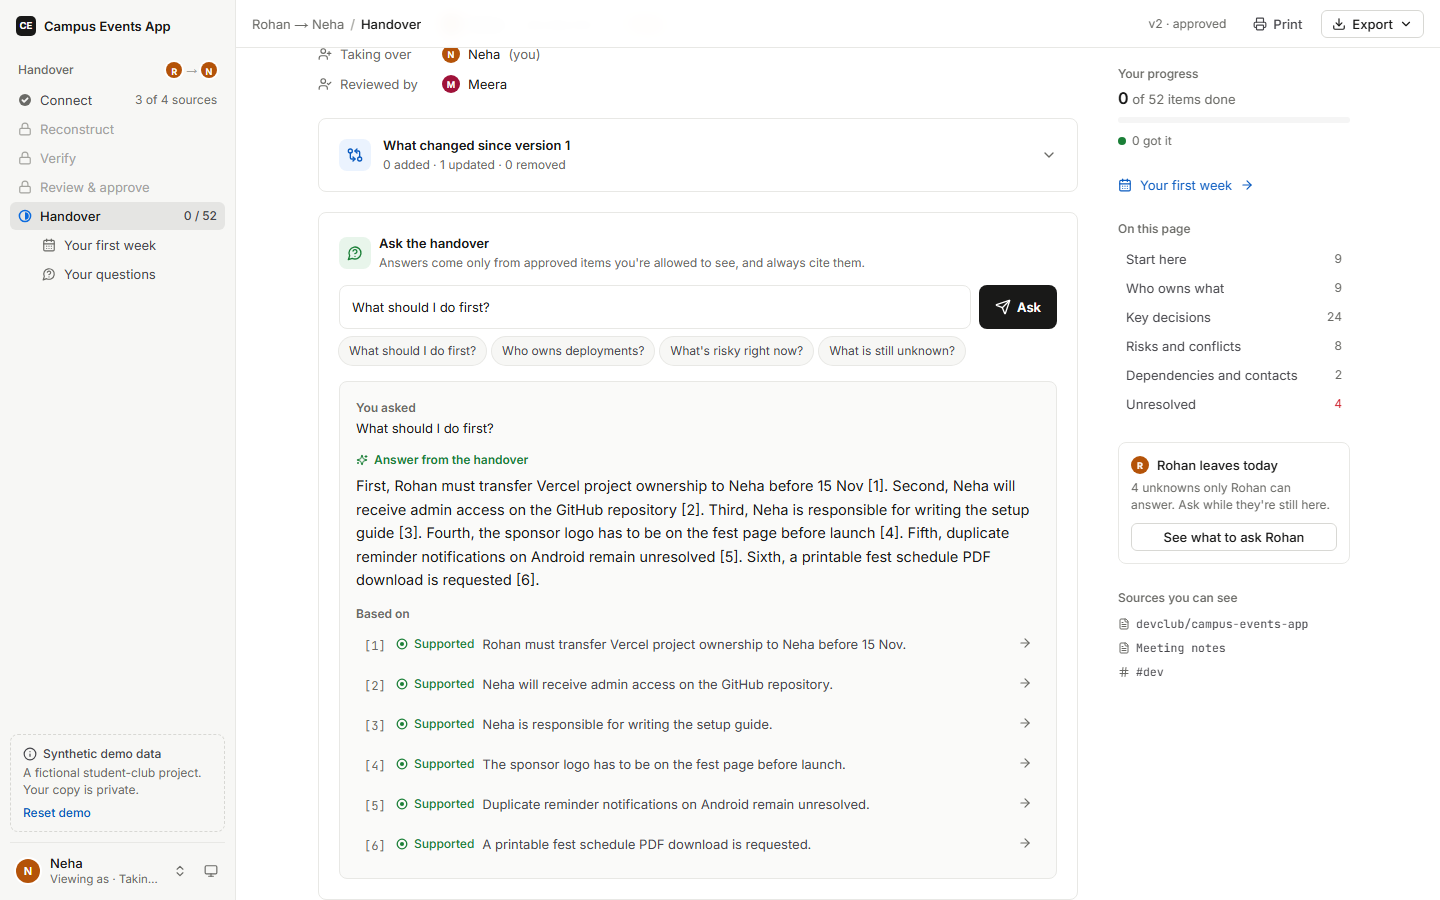 CE Campus Events App
Handover R → N
Connect 3 of 4 sources
Reconstruct
Verify
Review & approve
Handover 0 / 52
Your first week
Your questions
Synthetic demo data
A fictional student-club project.
Your copy is private.
Reset demo
N Neha
Viewing as · Takin...
Rohan → Neha / Handover
v2 · approved Print Export
Taking over N Neha (you)
Reviewed by M Meera
What changed since version 1
0 added · 1 updated · 0 removed
Ask the handover
Answers come only from approved items you're allowed to see, and always cite them.
What should I do first? Ask
What should I do first? Who owns deployments? What's risky right now? What is still unknown?
You asked
What should I do first?
Answer from the handover
First, Rohan must transfer Vercel project ownership to Neha before 15 Nov [1]. Second, Neha will
receive admin access on the GitHub repository [2]. Third, Neha is responsible for writing the setup
guide [3]. Fourth, the sponsor logo has to be on the fest page before launch [4]. Fifth, duplicate
reminder notifications on Android remain unresolved [5]. Sixth, a printable fest schedule PDF
download is requested [6].
Based on
[1] Supported Rohan must transfer Vercel project ownership to Neha before 15 Nov.
[2] Supported Neha will receive admin access on the GitHub repository.
[3] Supported Neha is responsible for writing the setup guide.
[4] Supported The sponsor logo has to be on the fest page before launch.
[5] Supported Duplicate reminder notifications on Android remain unresolved.
[6] Supported A printable fest schedule PDF download is requested.
Your progress
0 of 52 items done
0 got it
Your first week →
On this page
Start here 9
Who owns what 9
Key decisions 24
Risks and conflicts 8
Dependencies and contacts 2
Unresolved 4
R Rohan leaves today
4 unknowns only Rohan can
answer. Ask while they're still here.
See what to ask Rohan
Sources you can see
devclub/campus-events-app
Meeting notes
# #dev